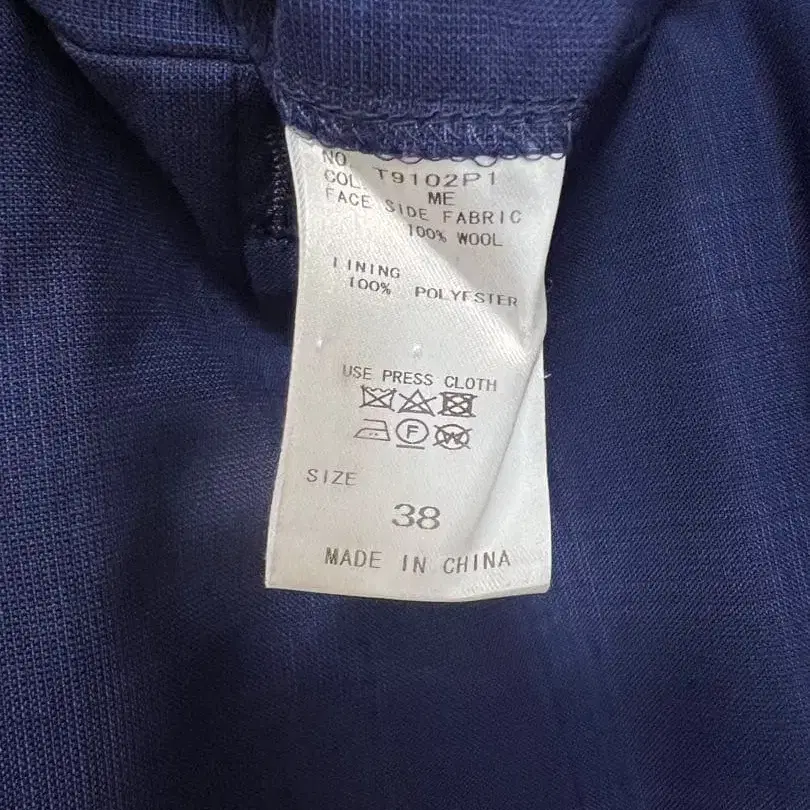 NO. T9102P1
COL. ME
FACE SIDE FABRIC
100% WOOL
LINING
100% POLYESTER
USE PRESS CLOTH
F W
SIZE
38
MADE IN CHINA